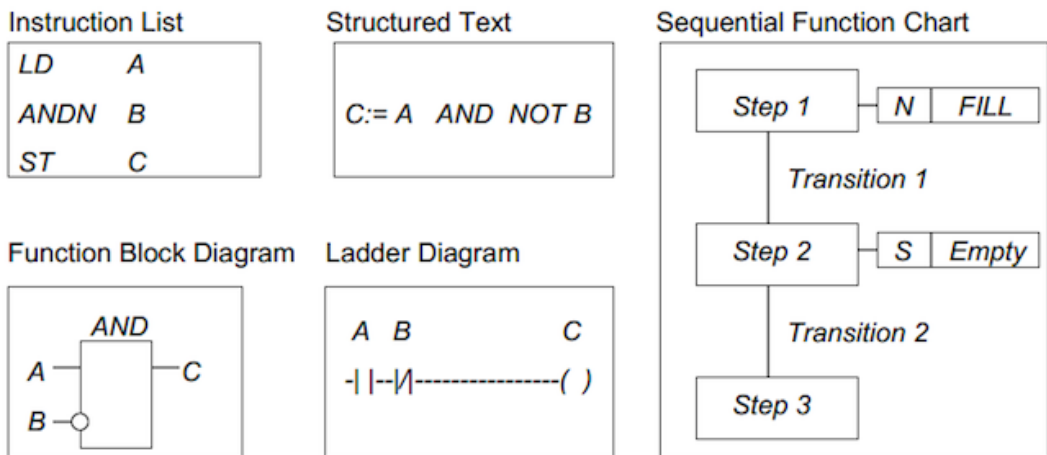 Instruction List
LD A
ANDN B
ST C
Structured Text
C:= A AND NOT B
Sequential Function Chart
Step 1 N FILL
Transition 1
Step 2 S Empty
Transition 2
Step 3
Function Block Diagram
AND
A C
B
Ladder Diagram
A B C
-| |--|/|----------------( )